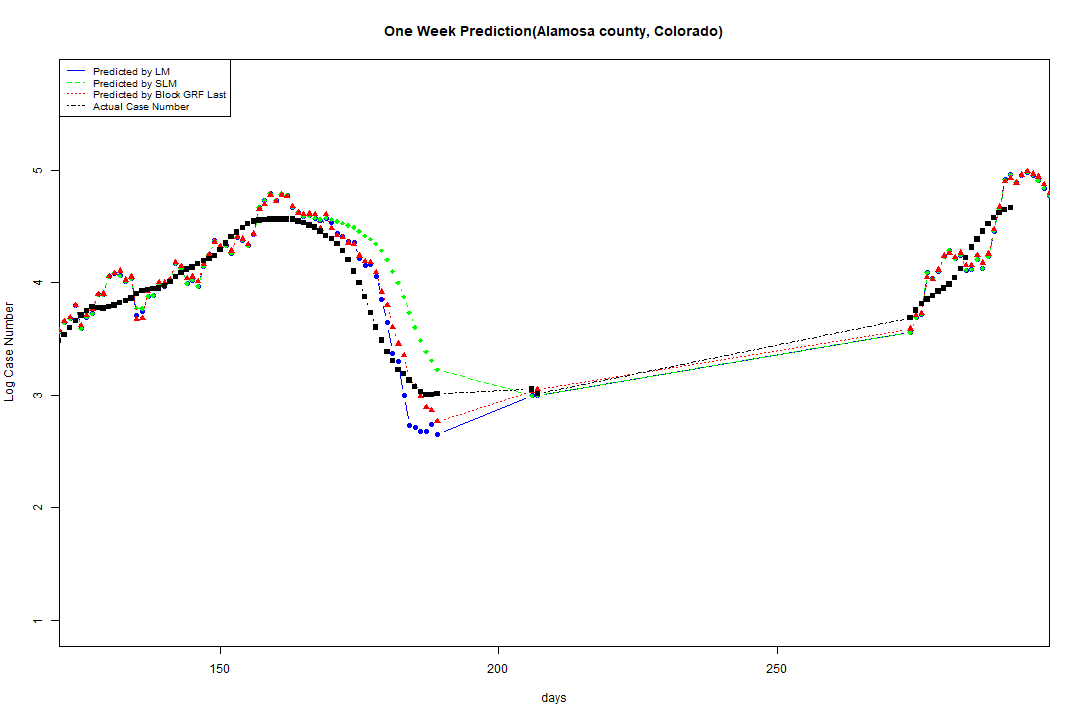 One Week Prediction(Alamosa county, Colorado)
Predicted by LM
Predicted by SLM
Predicted by Block GRF Last
Actual Case Number
5
4
3
2
1
Log Case Number
150
200
250
days